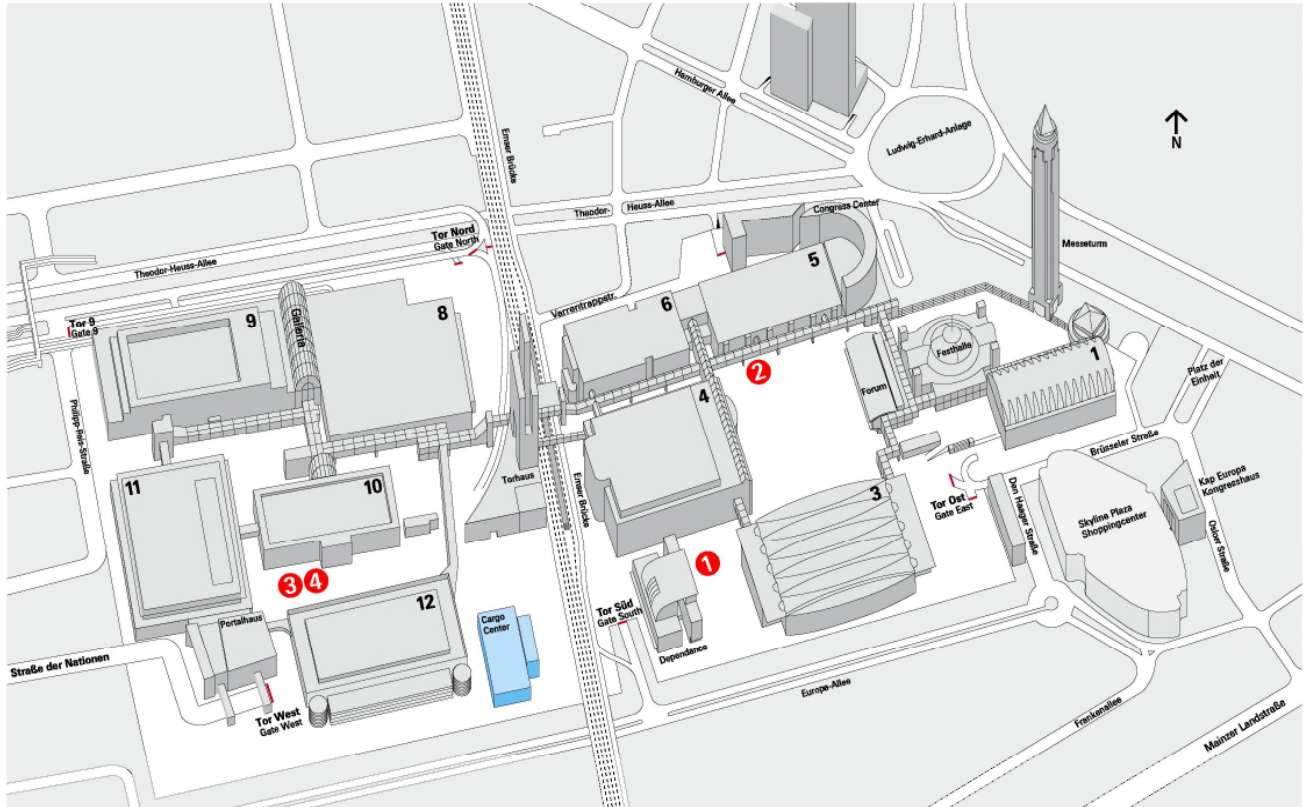 Hamburger Allee
Ludwig-Erhard-Anlage
N
Emser Brücke
Theodor-
Heuss-Allee
Congress Center
Messeturm
Tor Nord
Gate North
Theodor-Heuss-Allee
Tor 9
Gate 9
9
Galleria
8
Varrentrappstr.
6
5
2
Festhalle
Forum
1
Platz der
Einheit
Philipp-Reis-Straße
4
Brüsseler Straße
11
10
Torhaus
Emser Brücke
3
Tor Ost
Gate East
Den Haager Straße
Skyline Plaza
Shoppingcenter
Kap Europa
Kongresshaus
Osloer Straße
3
4
1
12
Portalhaus
Cargo
Center
Tor Süd
Gate South
Dependance
Straße der Nationen
Tor West
Gate West
Europa-Allee
Frankenallee
Mainzer Landstraße